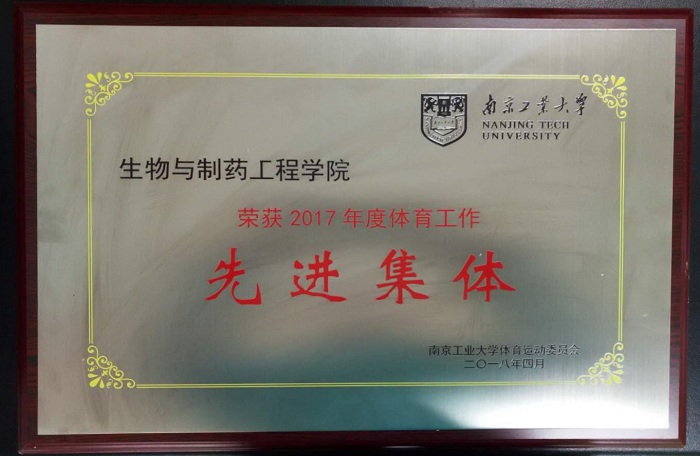 南京工业大学
NANJING TECH
UNIVERSITY
生物与制药工程学院
荣获 2017 年度体育工作
先进集体
南京工业大学体育运动委员会
二〇一八年四月